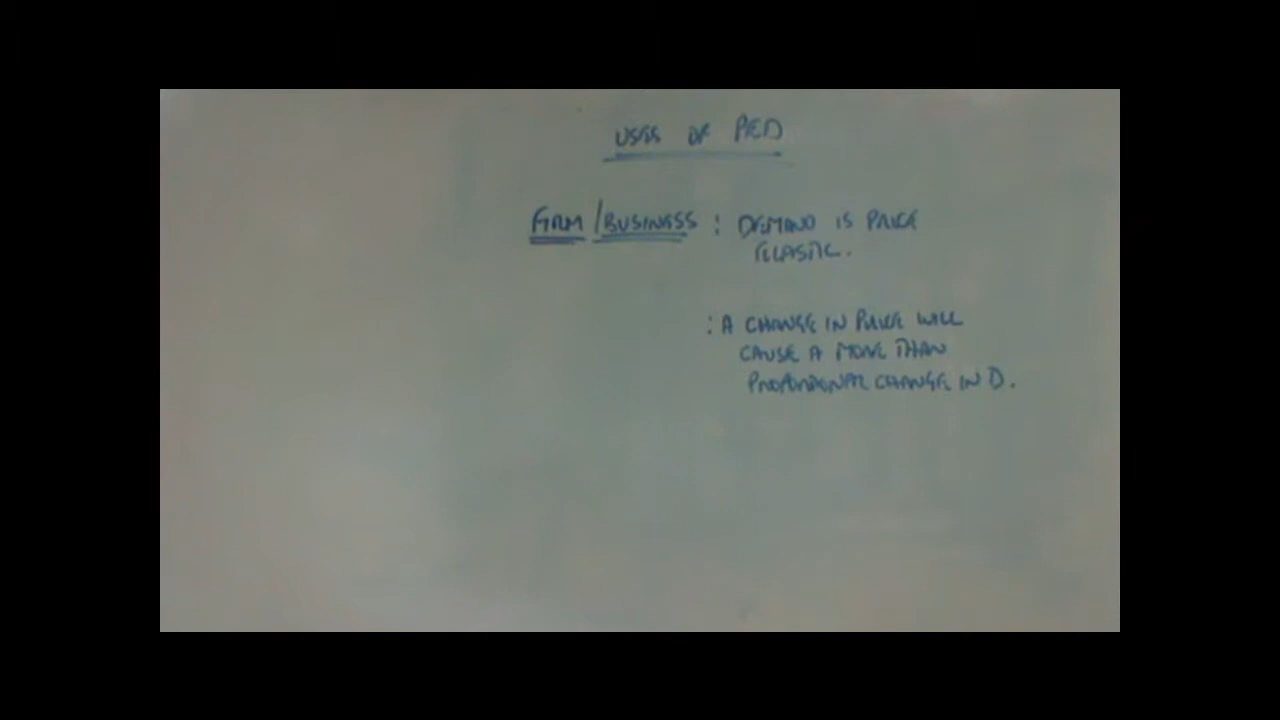 USES OF PED
FIRM / BUSINESS : DEMAND IS PRICE
ELASTIC.
: A CHANGE IN PRICE WILL
CAUSE A MORE THAN
PROPORTIONAL CHANGE IN D.